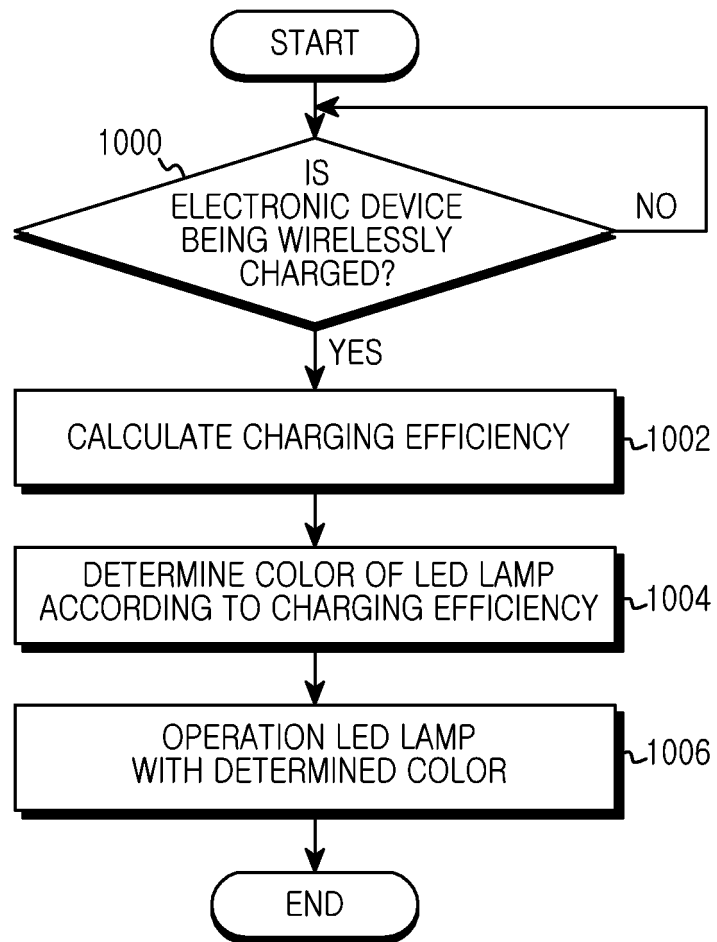 START
1000
IS
ELECTRONIC DEVICE
BEING WIRELESSLY
CHARGED?
NO
YES
CALCULATE CHARGING EFFICIENCY
1002
DETERMINE COLOR OF LED LAMP
ACCORDING TO CHARGING EFFICIENCY
1004
OPERATION LED LAMP
WITH DETERMINED COLOR
1006
END